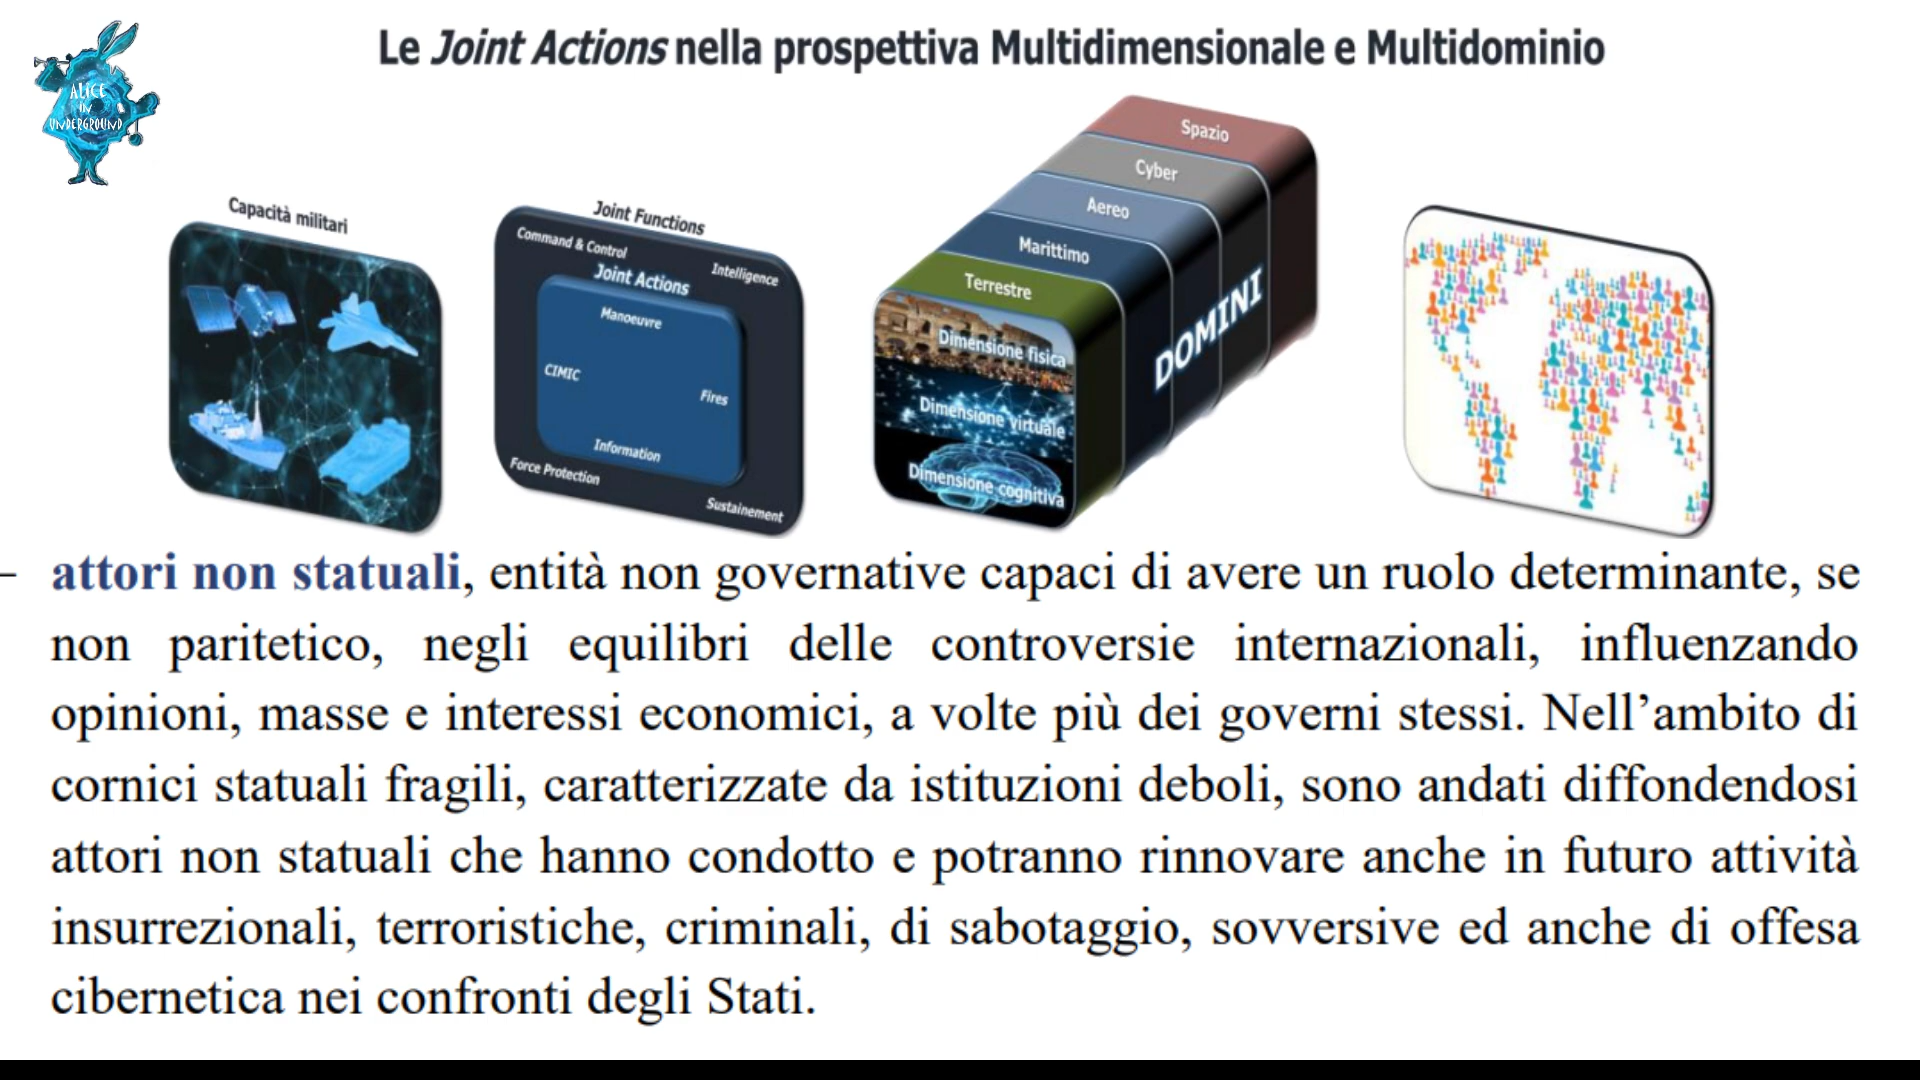 Le Joint Actions nella prospettiva Multidimensionale e Multidominio
ALICE
IN
UNDERGROUND
Capacità militari
Joint Functions
Command & Control
Intelligence
Joint Actions
Manoeuvre
CIMIC
Fires
Information
Force Protection
Sustainement
Spazio
Cyber
Aereo
Marittimo
Terrestre
DOMINI
Dimensione fisica
Dimensione virtuale
Dimensione cognitiva
– attori non statuali, entità non governative capaci di avere un ruolo determinante, se
non paritetico, negli equilibri delle controversie internazionali, influenzando
opinioni, masse e interessi economici, a volte più dei governi stessi. Nell’ambito di
cornici statuali fragili, caratterizzate da istituzioni deboli, sono andati diffondendosi
attori non statuali che hanno condotto e potranno rinnovare anche in futuro attività
insurrezionali, terroristiche, criminali, di sabotaggio, sovversive ed anche di offesa
cibernetica nei confronti degli Stati.